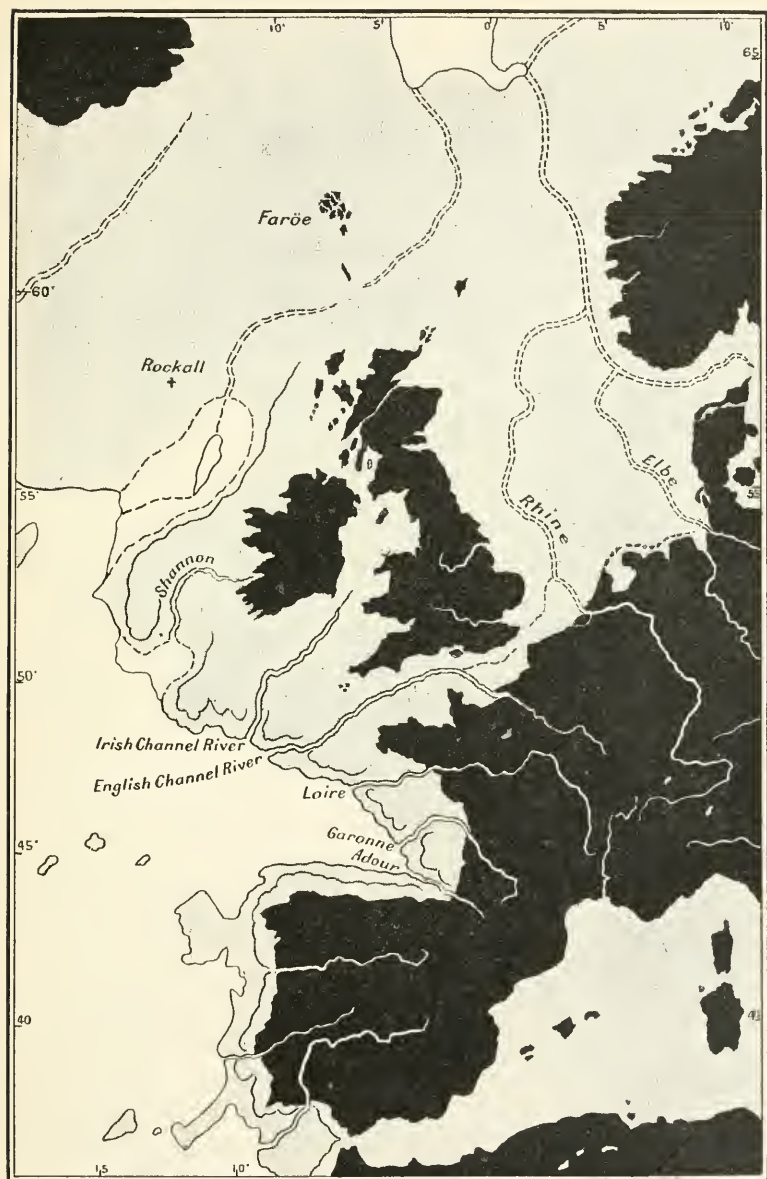 10° 5° 0° 5° 10°
65
Faröe
60°
Rockall
Elbe
55°
55
Rhine
Shannon
50°
Irish Channel River
English Channel River
Loire
Garonne
Adour
45°
40
15 10°